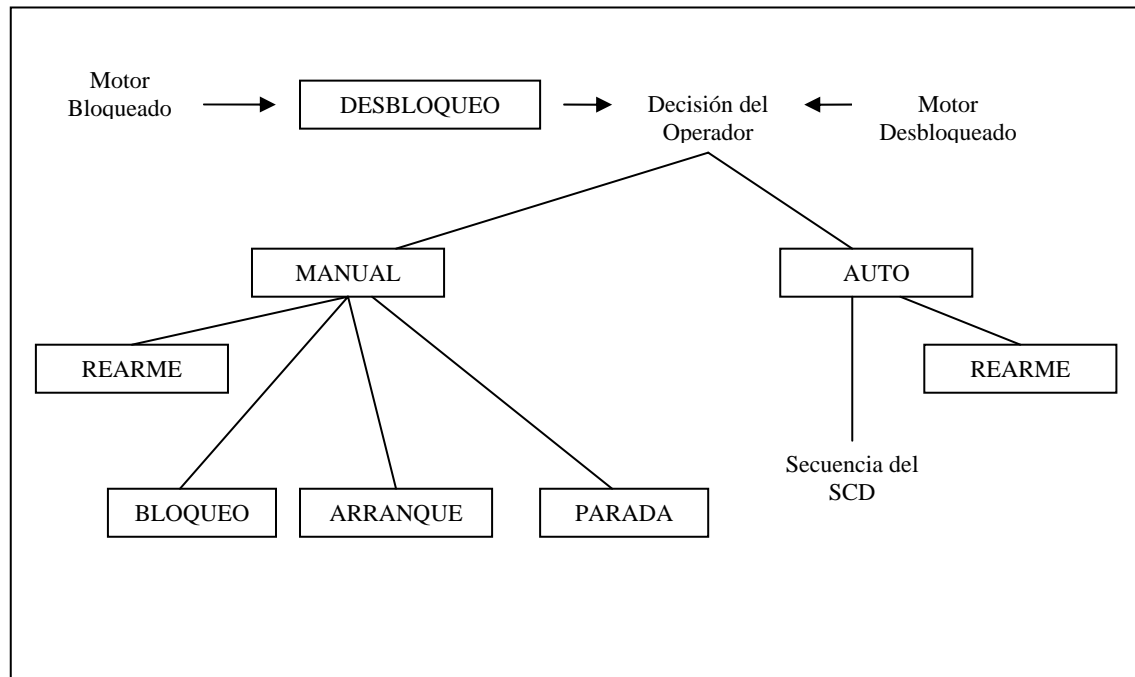 Motor
Bloqueado
DESBLOQUEO
Decisión del
Operador
Motor
Desbloqueado
MANUAL
AUTO
REARME
REARME
Secuencia del
SCD
BLOQUEO
ARRANQUE
PARADA